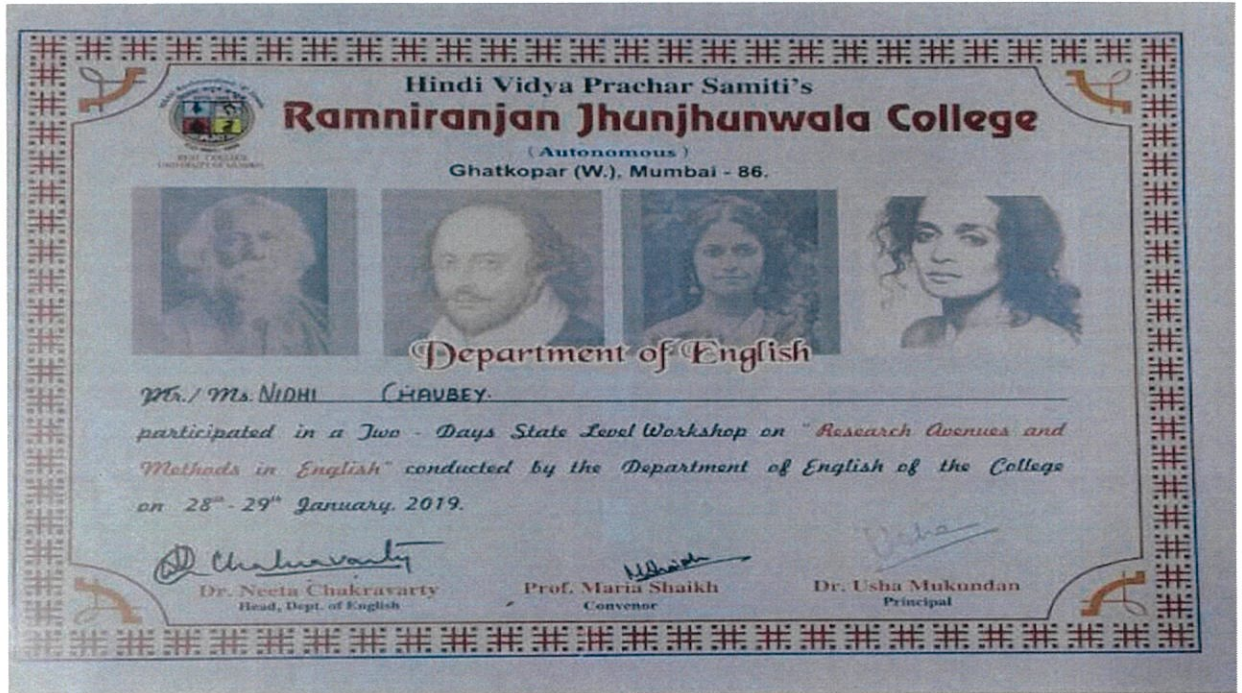 Hindi Vidya Prachar Samiti's
Ramniranjan Jhunjhunwala College
( Autonomous )
Ghatkopar (W.), Mumbai - 86.
Department of English
Mr./ Ms. NIDHI CHAUBEY.
participated in a Two - Days State Level Workshop on "Research Avenues and
Methods in English" conducted by the Department of English of the College
on 28th - 29th January, 2019.
Chakravarty
Dr. Neeta Chakravarty Prof. Maria Shaikh Dr. Usha Mukundan
Head, Dept. of English Convenor Principal